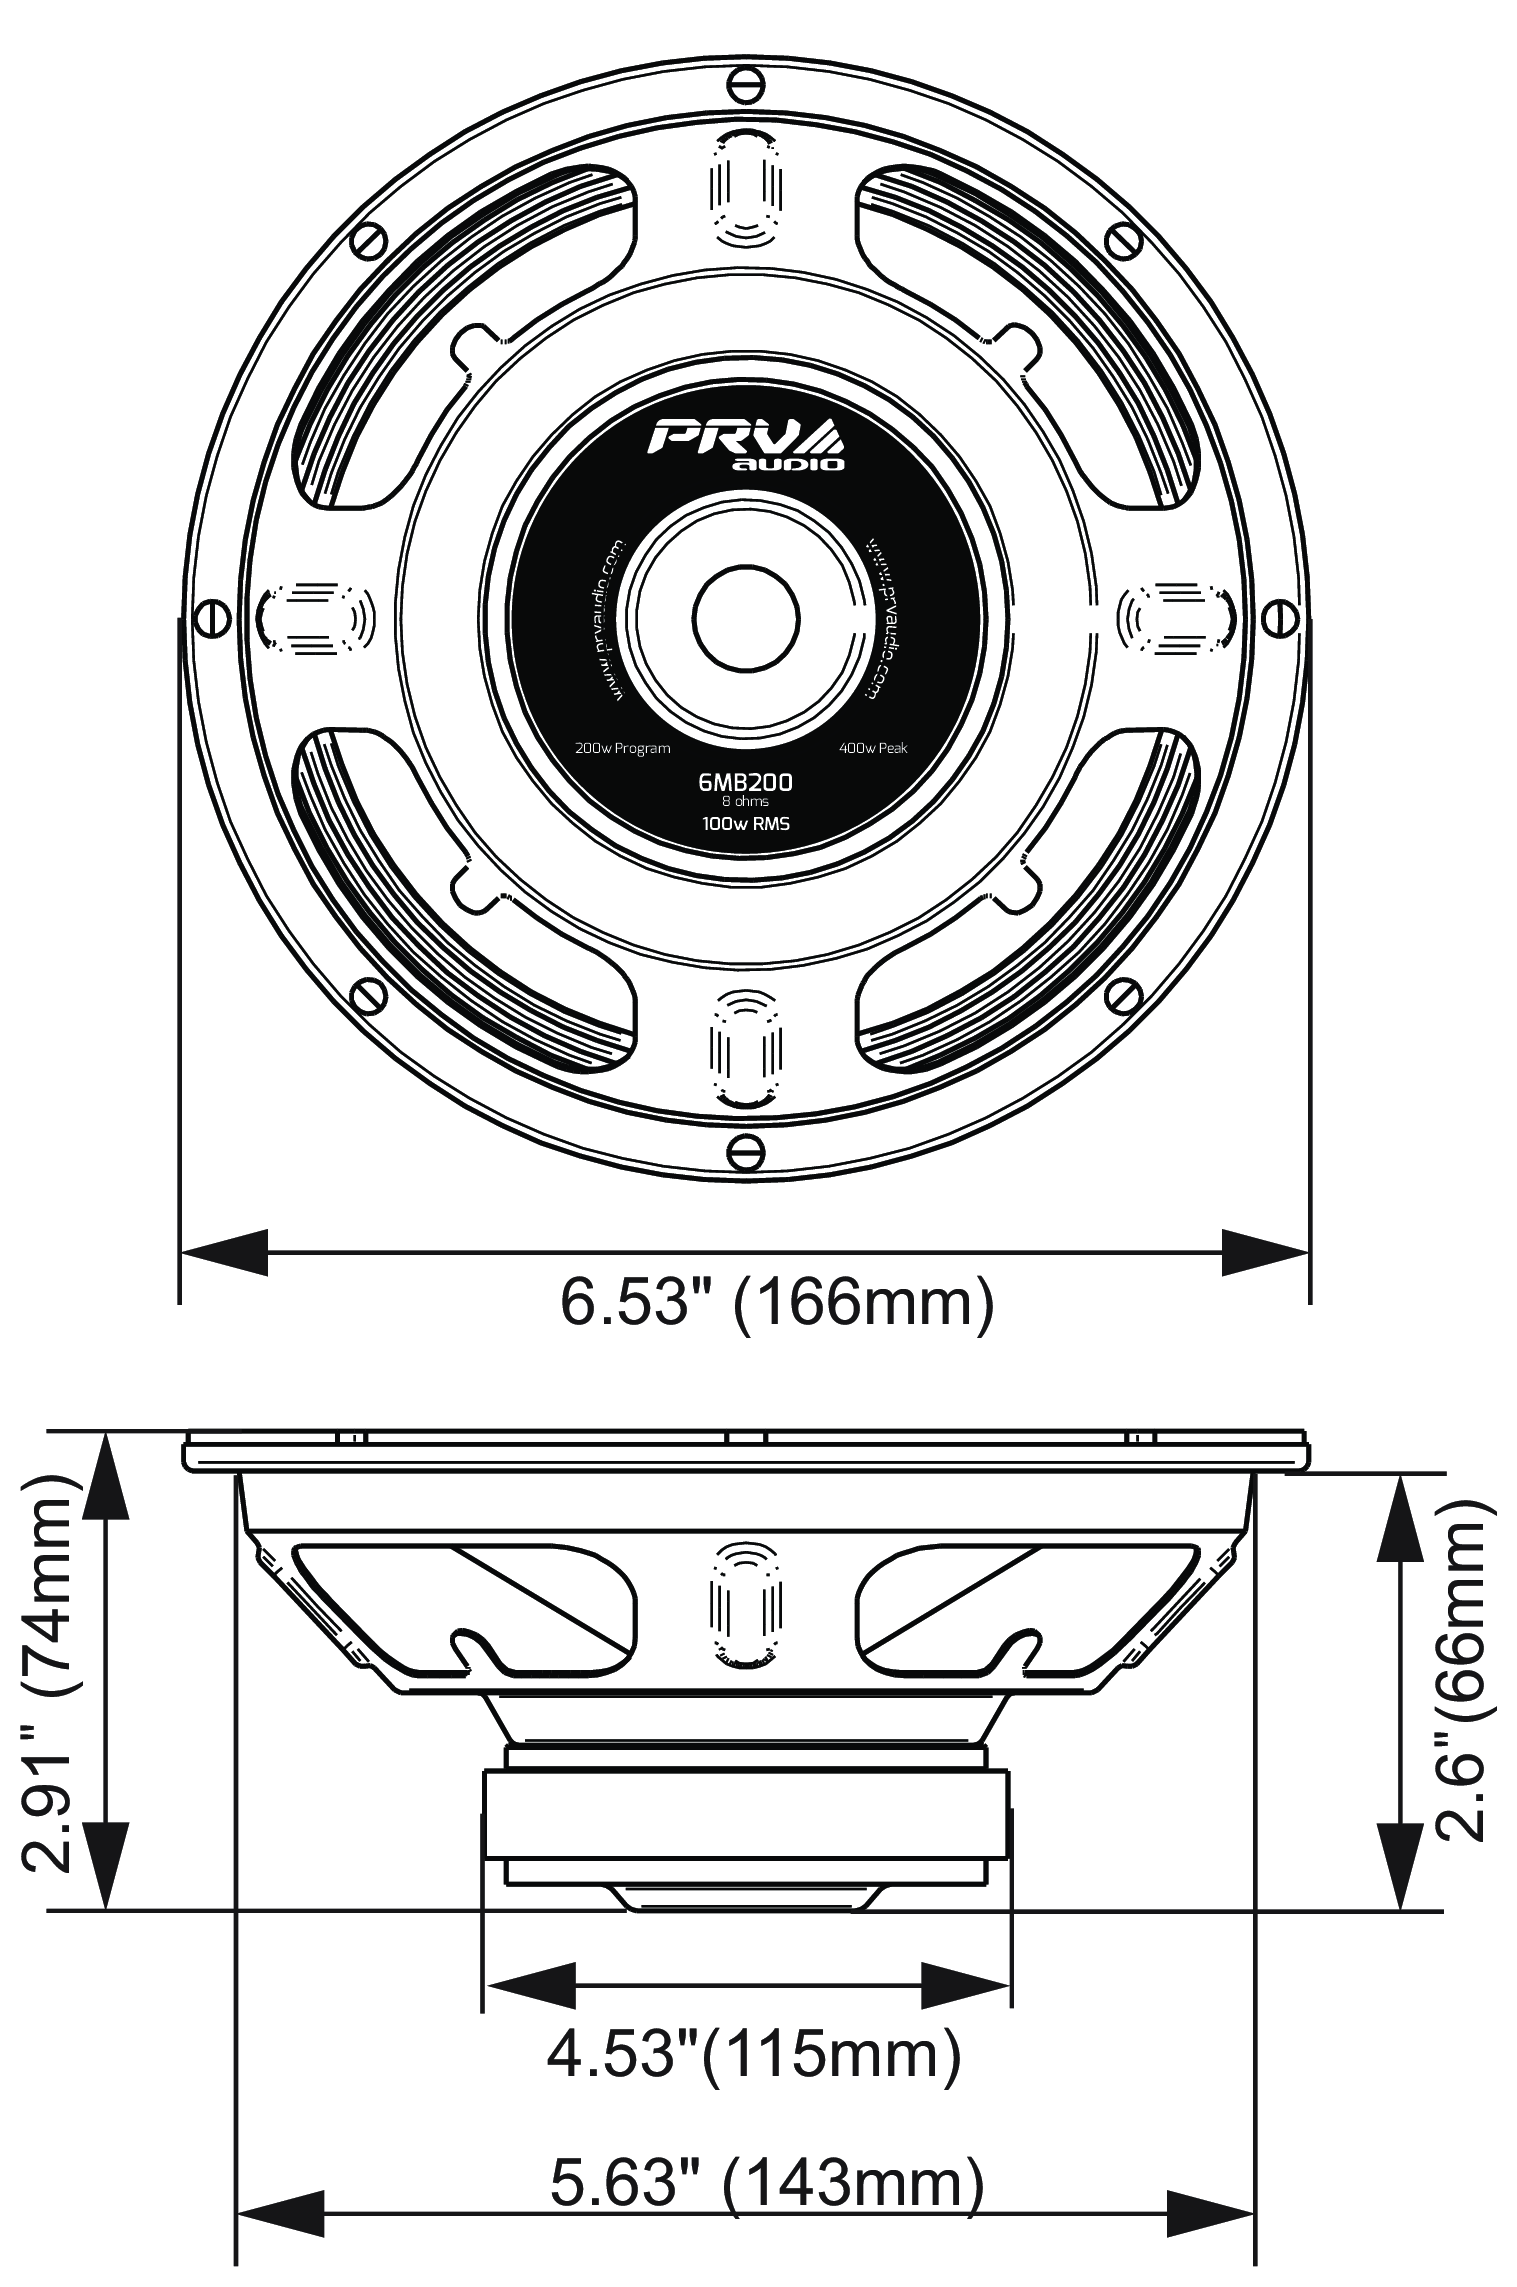 PRV
audio
www.prvaudio.com
www.prvaudio.com
200w Program
400w Peak
6MB200
8 ohms
100w RMS
6.53" (166mm)
2.91" (74mm)
2.6"(66mm)
4.53"(115mm)
5.63" (143mm)